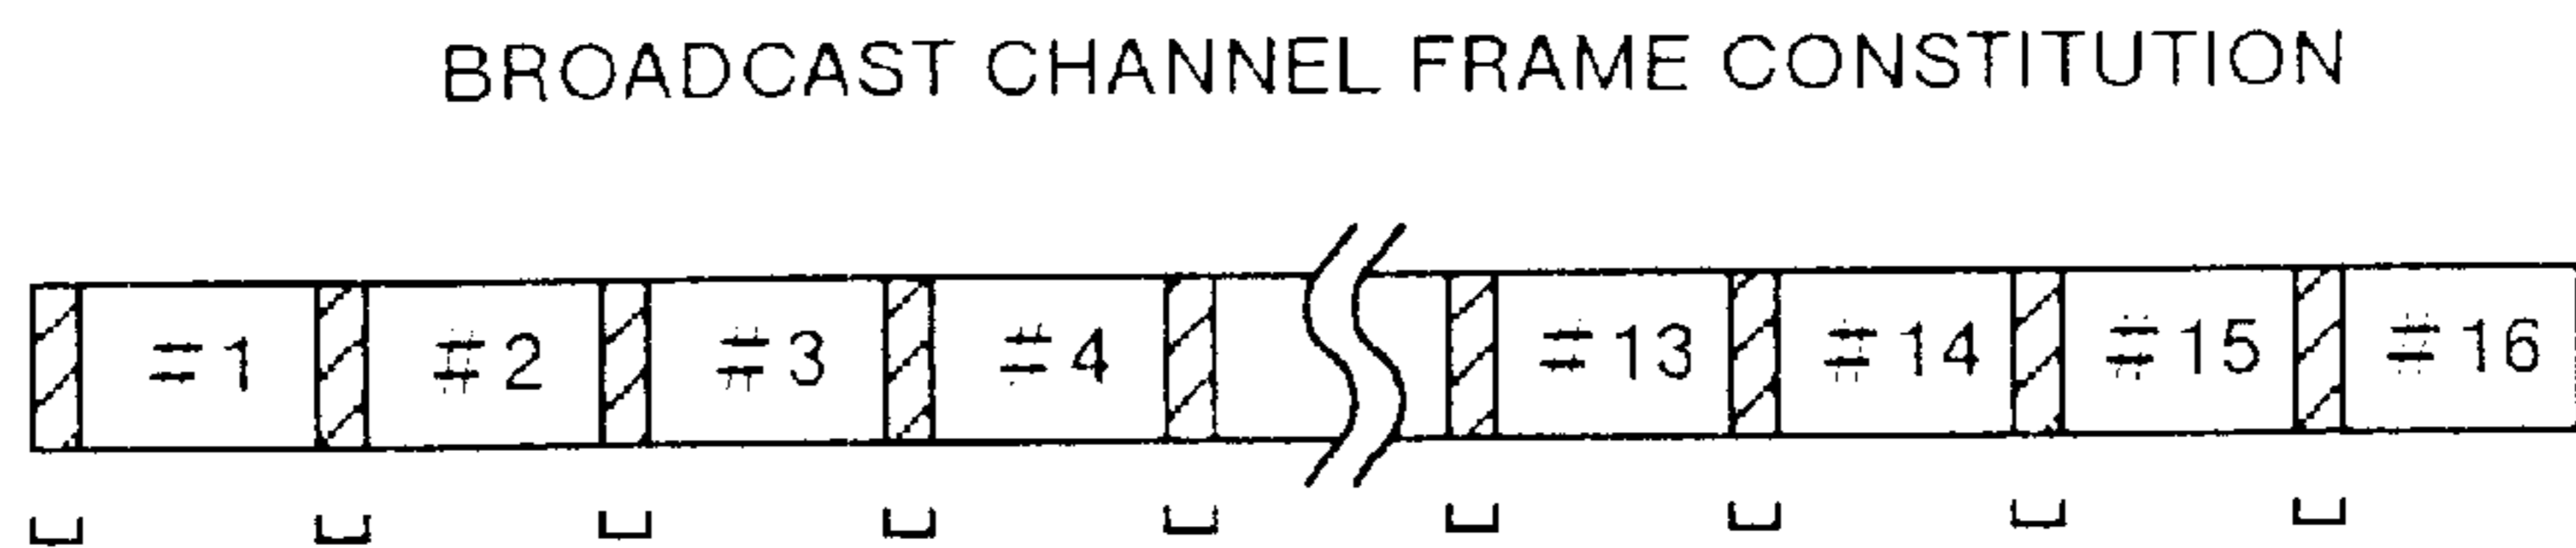 BROADCAST CHANNEL FRAME CONSTITUTION
#1 #2 #3 #4 #13 #14 #15 #16